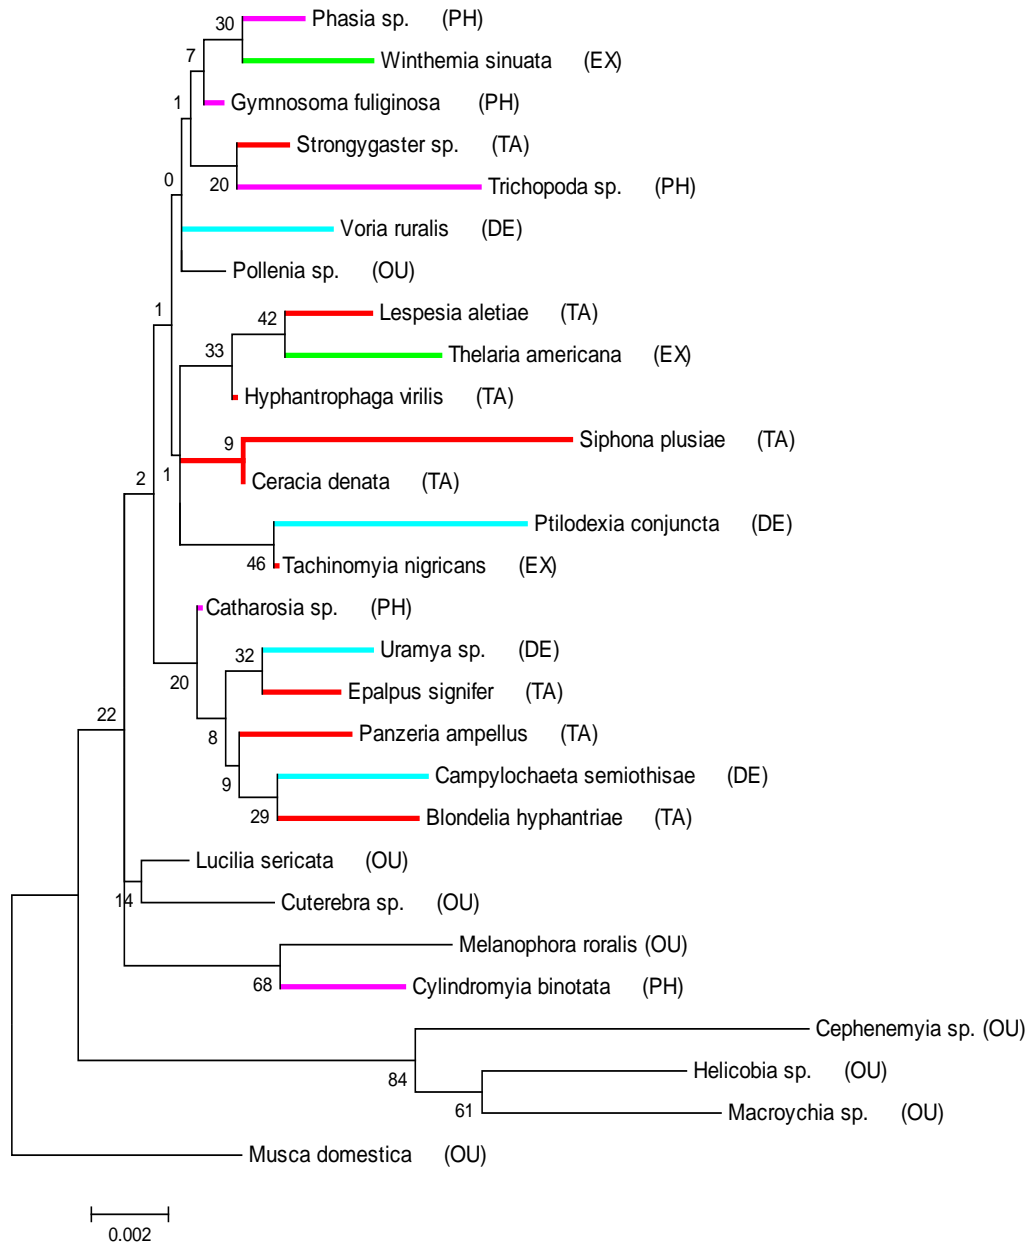 30
Phasia sp. (PH)
7
Winthemia sinuata (EX)
1
Gymnosoma fuliginosa (PH)
Strongygaster sp. (TA)
0
20
Trichopoda sp. (PH)
Voria ruralis (DE)
Pollenia sp. (OU)
1
42
Lespesia aletiae (TA)
33
Thelaria americana (EX)
Hyphantrophaga virilis (TA)
9
Siphona plusiae (TA)
2
1
Ceracia denata (TA)
Ptilodexia conjuncta (DE)
46
Tachinomyia nigricans (EX)
Catharosia sp. (PH)
32
Uramya sp. (DE)
20
Epalpus signifer (TA)
22
8
Panzeria ampellus (TA)
9
Campylochaeta semiothisae (DE)
29
Blondelia hyphantriae (TA)
Lucilia sericata (OU)
14
Cuterebra sp. (OU)
Melanophora roralis (OU)
68
Cylindromyia binotata (PH)
Cephenemyia sp. (OU)
84
Helicobia sp. (OU)
61
Macroychia sp. (OU)
Musca domestica (OU)
0.002